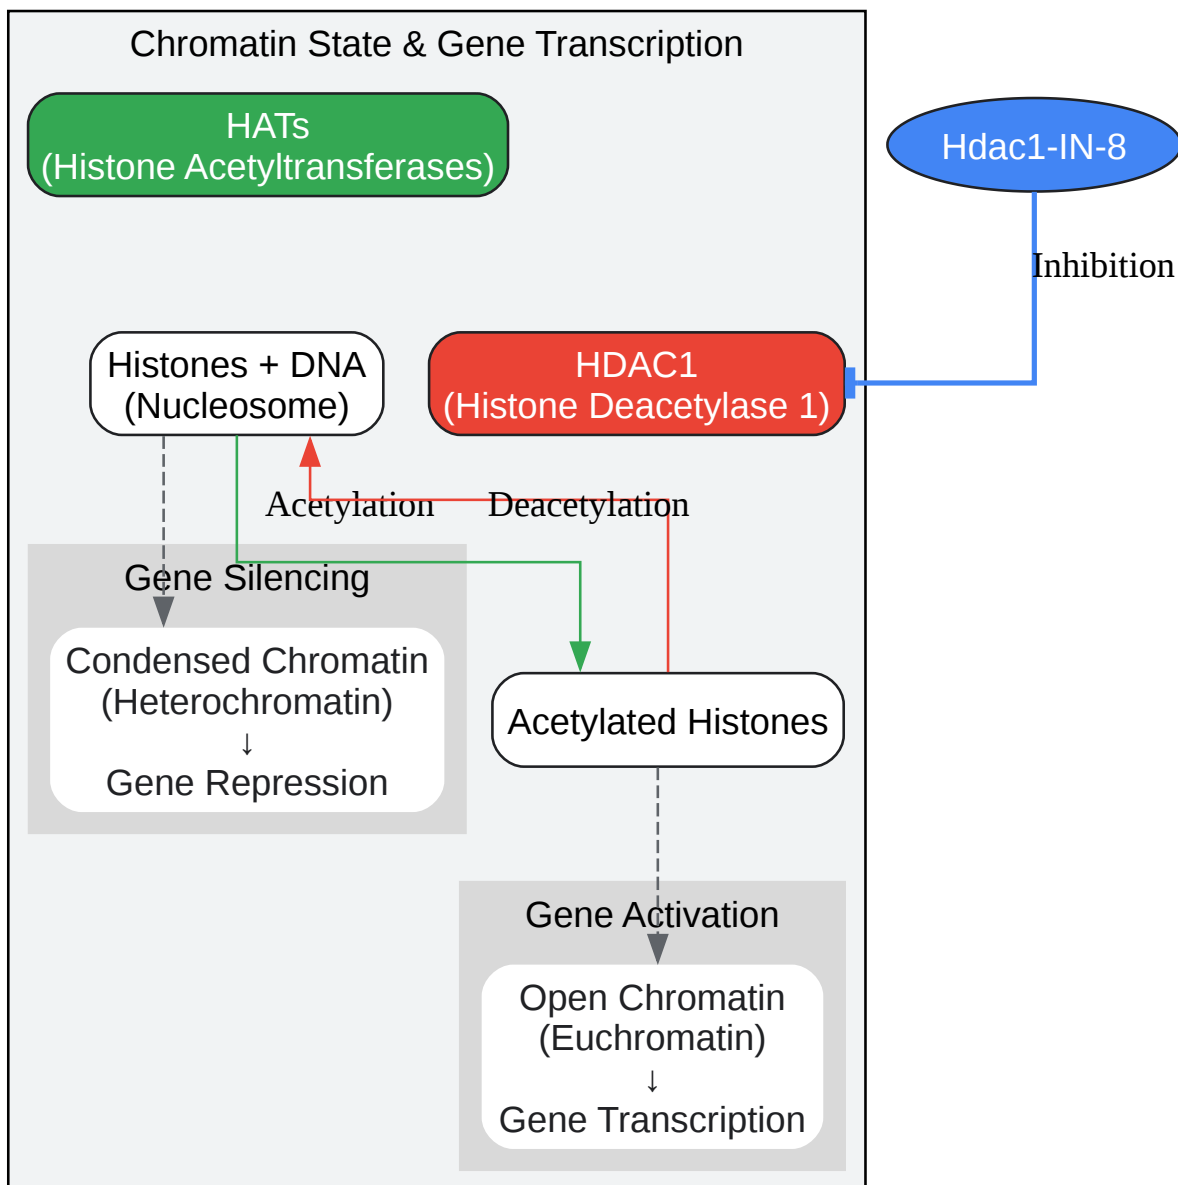 Chromatin State & Gene Transcription
HATs
(Histone Acetyltransferases)
Hdac1-IN-8
Inhibition
Histones + DNA
(Nucleosome)
HDAC1
(Histone Deacetylase 1)
Acetylation
Deacetylation
Gene Silencing
Condensed Chromatin
(Heterochromatin)
↓
Gene Repression
Acetylated Histones
Gene Activation
Open Chromatin
(Euchromatin)
↓
Gene Transcription